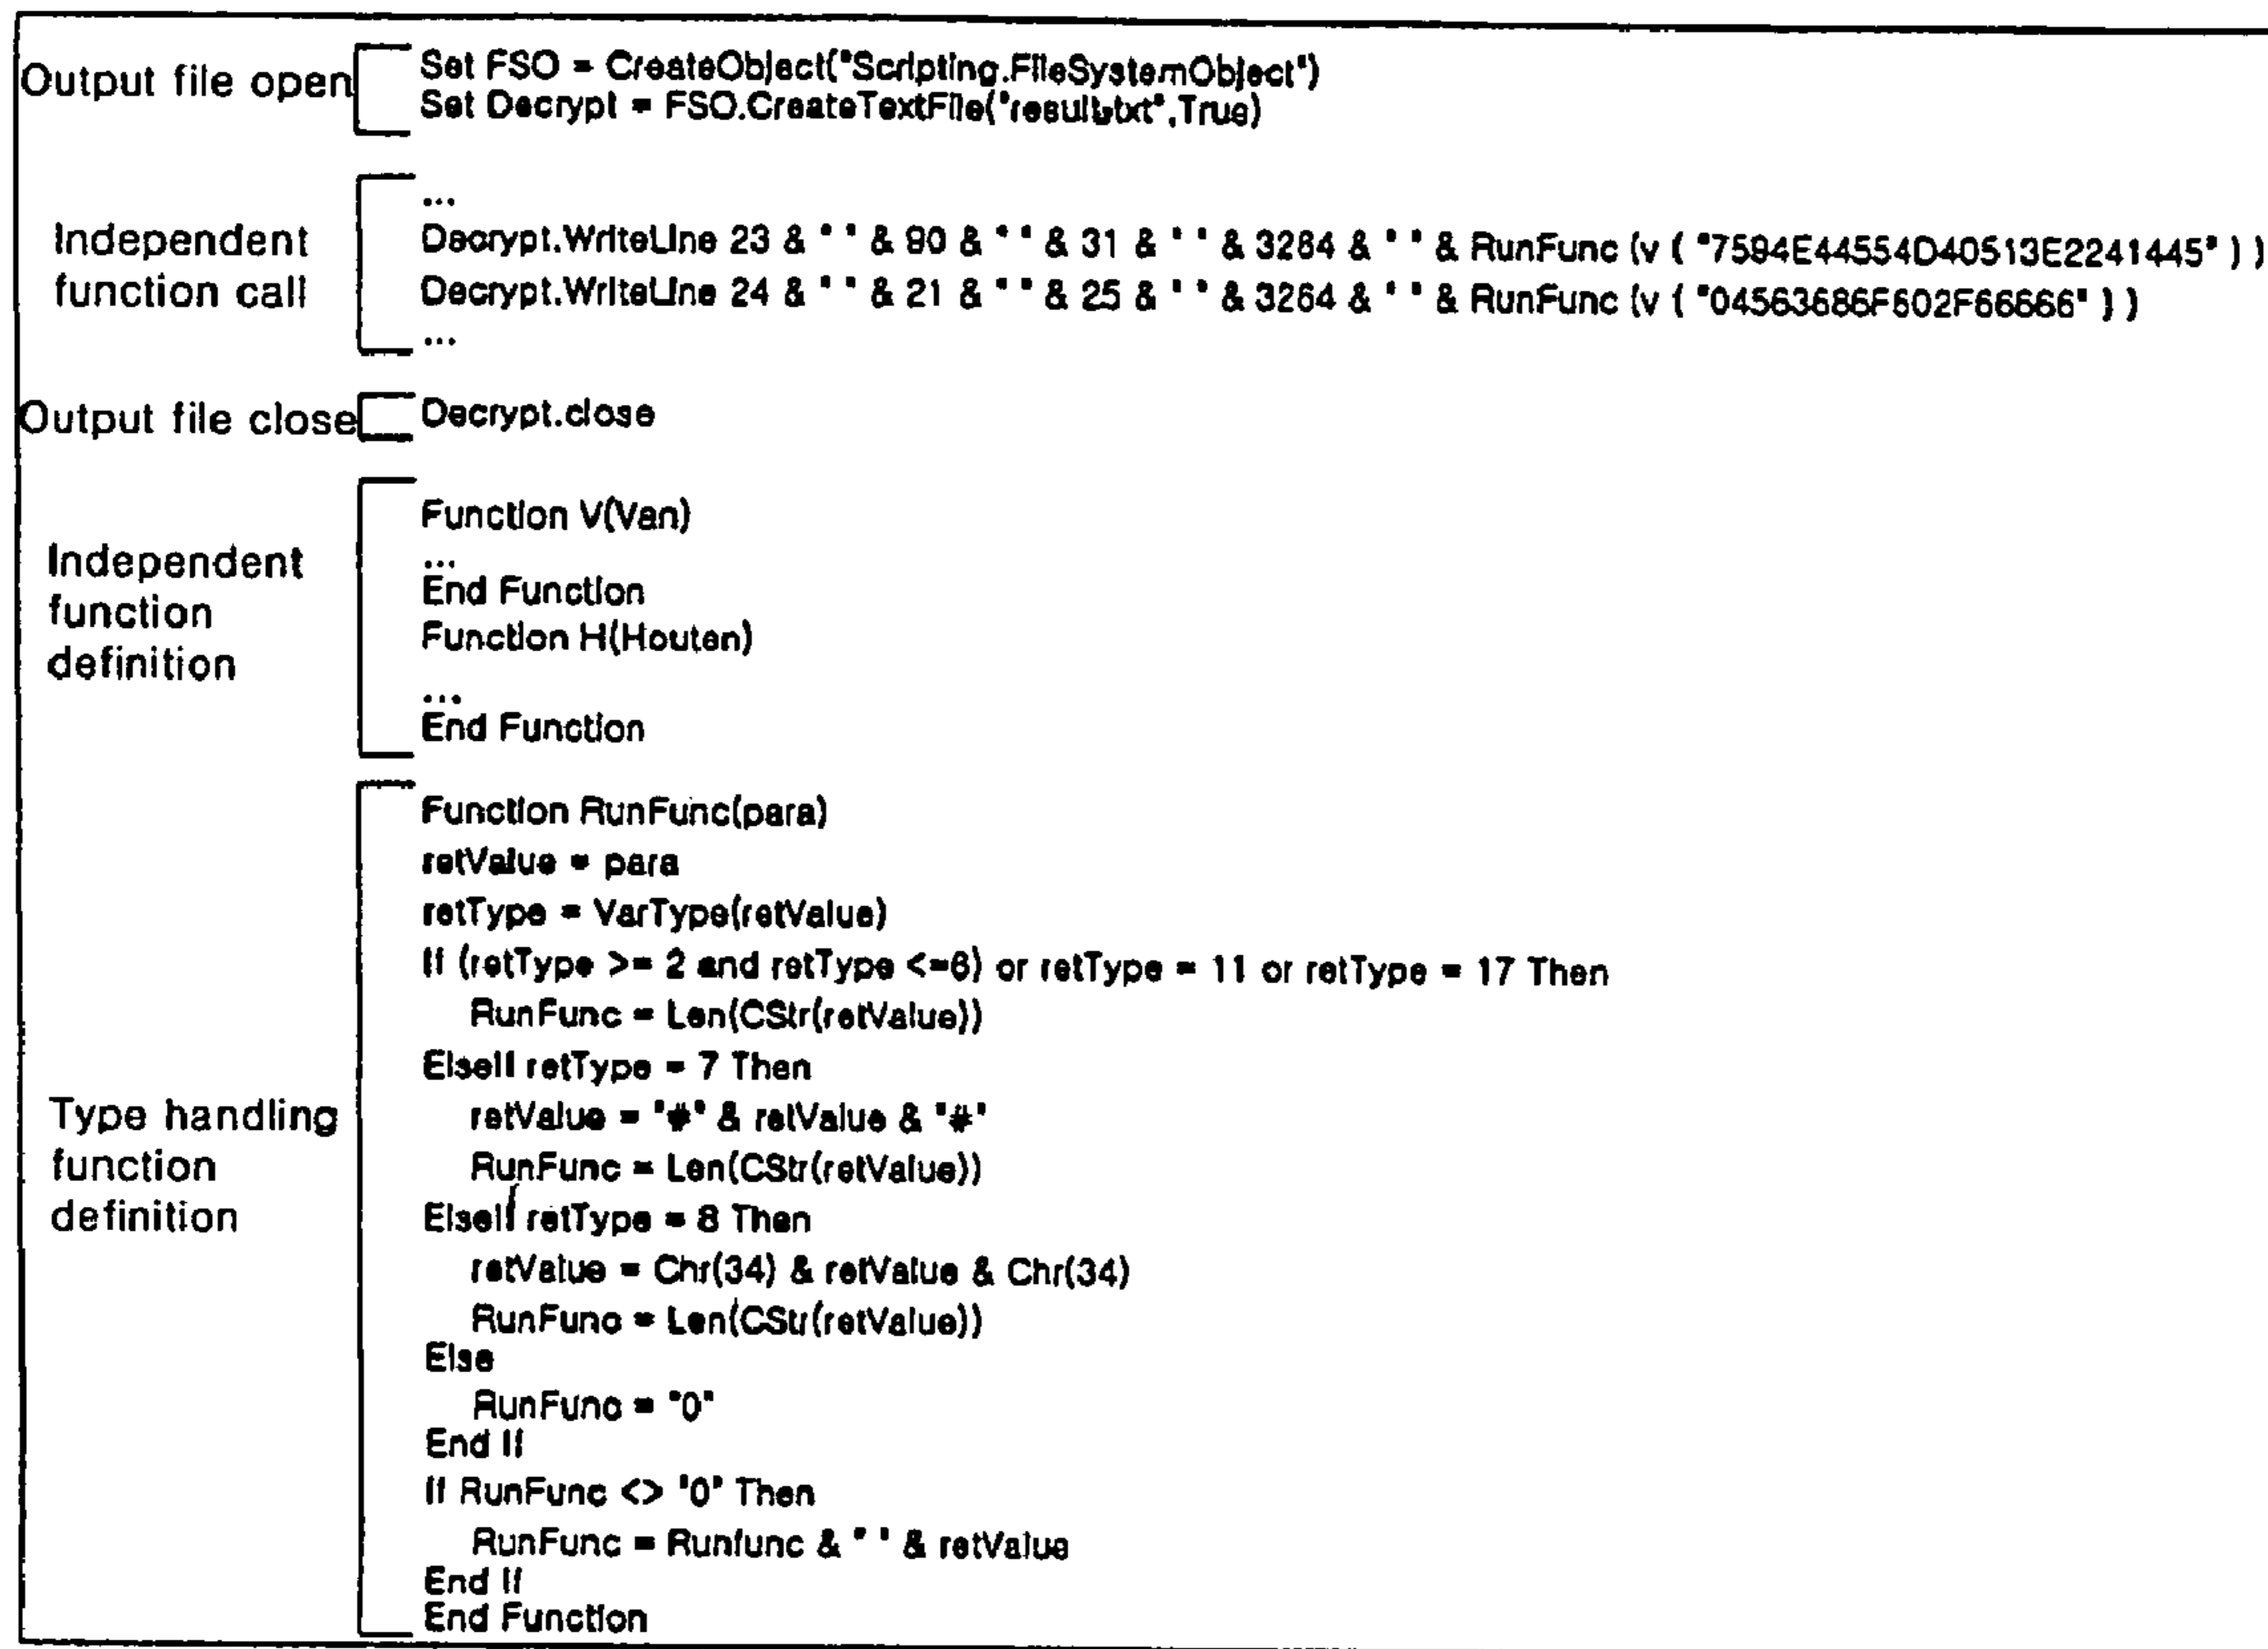 Output file open
Set FSO = CreateObject("Scripting.FileSystemObject")
Set Decrypt = FSO.CreateTextFile("result.txt",True)
Independent
function call
...
Decrypt.WriteLine 23 & " " & 90 & " " & 31 & " " & 3284 & " " & RunFunc (v ( "7594E44554D40513E2241445" ) )
Decrypt.WriteLine 24 & " " & 21 & " " & 25 & " " & 3264 & " " & RunFunc (v ( "04563686F602F66666" ) )
...
Output file close
Decrypt.close
Independent
function
definition
Function V(Van)
...
End Function
Function H(Houten)
...
End Function
Type handling
function
definition
Function RunFunc(para)
retValue = para
retType = VarType(retValue)
If (retType >= 2 and retType <=6) or retType = 11 or retType = 17 Then
RunFunc = Len(CStr(retValue))
ElseIf retType = 7 Then
retValue = "#" & retValue & "#"
RunFunc = Len(CStr(retValue))
ElseIf retType = 8 Then
retValue = Chr(34) & retValue & Chr(34)
RunFunc = Len(CStr(retValue))
Else
RunFunc = "0"
End If
If RunFunc <> "0" Then
RunFunc = Runfunc & " " & retValue
End If
End Function